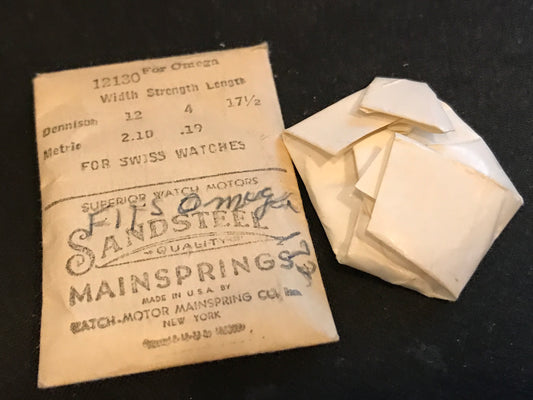 12130 For Omega
Width Strength Length
Dennison 12 4 17½
Metric 2.10 .19
FOR SWISS WATCHES
SUPERIOR WATCH MOTORS
FITS Omega
SANDSTEEL
QUALITY
MAINSPRINGS
MADE IN U.S.A. BY
WATCH-MOTOR MAINSPRING CO., Inc
NEW YORK